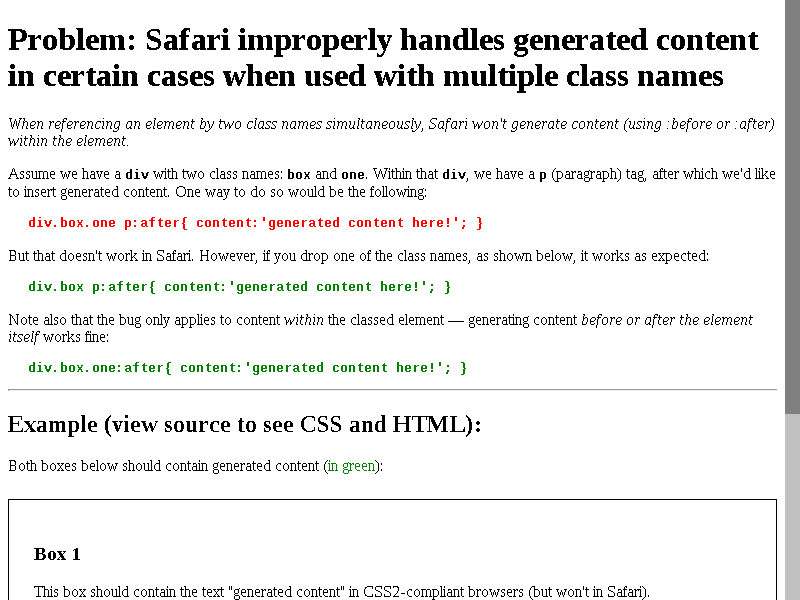 Problem: Safari improperly handles generated content
in certain cases when used with multiple class names
When referencing an element by two class names simultaneously, Safari won't generate content (using :before or :after)
within the element.
Assume we have a div with two class names: box and one. Within that div, we have a p (paragraph) tag, after which we'd like
to insert generated content. One way to do so would be the following:
div.box.one p:after{ content:'generated content here!'; }
But that doesn't work in Safari. However, if you drop one of the class names, as shown below, it works as expected:
div.box p:after{ content:'generated content here!'; }
Note also that the bug only applies to content within the classed element — generating content before or after the element
itself works fine:
div.box.one:after{ content:'generated content here!'; }
Example (view source to see CSS and HTML):
Both boxes below should contain generated content (in green):
Box 1
This box should contain the text "generated content" in CSS2-compliant browsers (but won't in Safari).